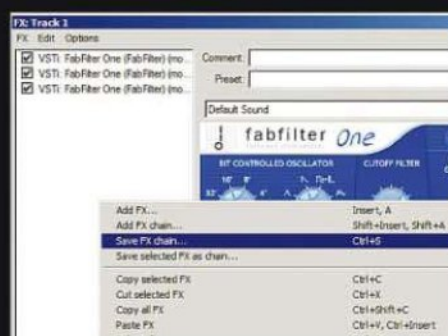 FX: Track 1
FX Edit Options
VSTi: FabFilter One (FabFilter) (mo...
VSTi: FabFilter One (FabFilter) (mo...
VSTi: FabFilter One (FabFilter) (mo...
Comment:
Preset:
Default Sound
fabfilter One
CUTOFF FILTER
Add FX... Insert, A
Add FX chain... Shift+Insert, Shift+A
Save FX chain... Ctrl+S
Save selected FX as chain...
Copy selected FX Ctrl+C
Cut selected FX Ctrl+X
Copy all FX Ctrl+Shift+C
Paste FX Ctrl+V, Ctrl+Insert